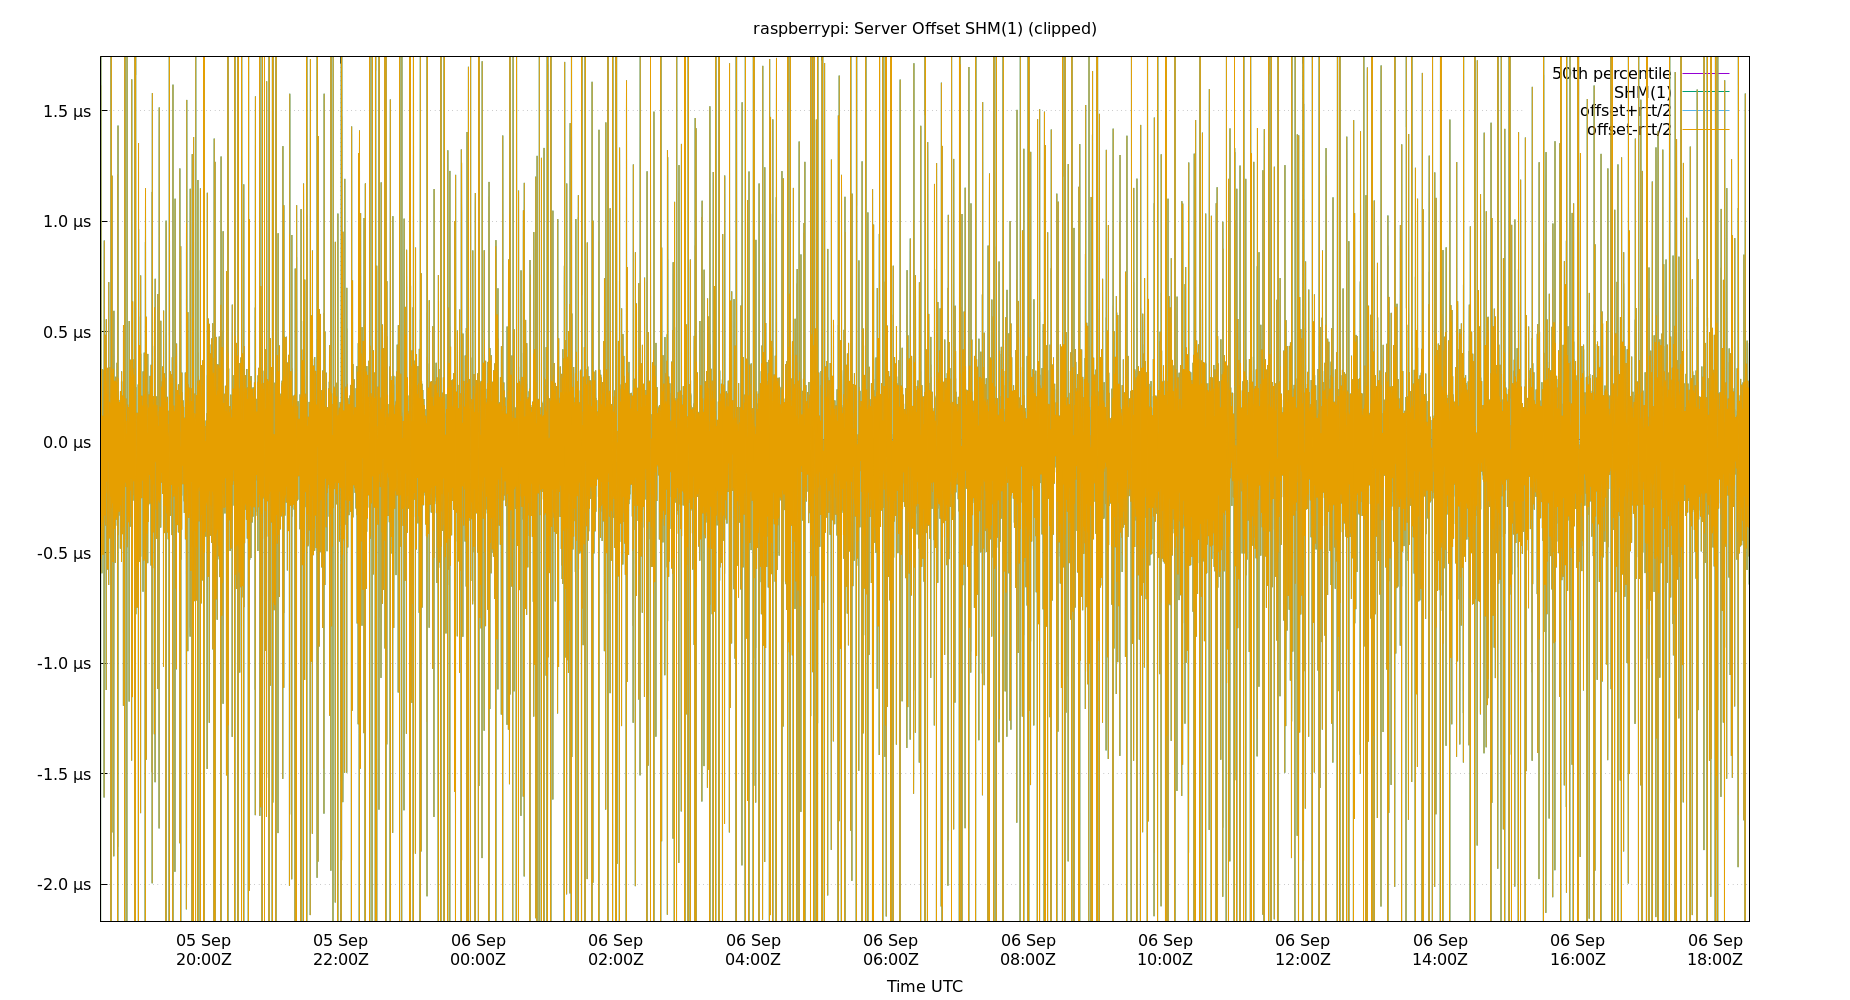 raspberrypi: Server Offset SHM(1) (clipped)
50th percentile
SHM(1)
offset+rtt/2
offset-rtt/2
1.5 µs
1.0 µs
0.5 µs
0.0 µs
-0.5 µs
-1.0 µs
-1.5 µs
-2.0 µs
05 Sep 05 Sep 06 Sep 06 Sep 06 Sep 06 Sep 06 Sep 06 Sep 06 Sep 06 Sep 06 Sep 06 Sep
20:00Z 22:00Z 00:00Z 02:00Z 04:00Z 06:00Z 08:00Z 10:00Z 12:00Z 14:00Z 16:00Z 18:00Z
Time UTC